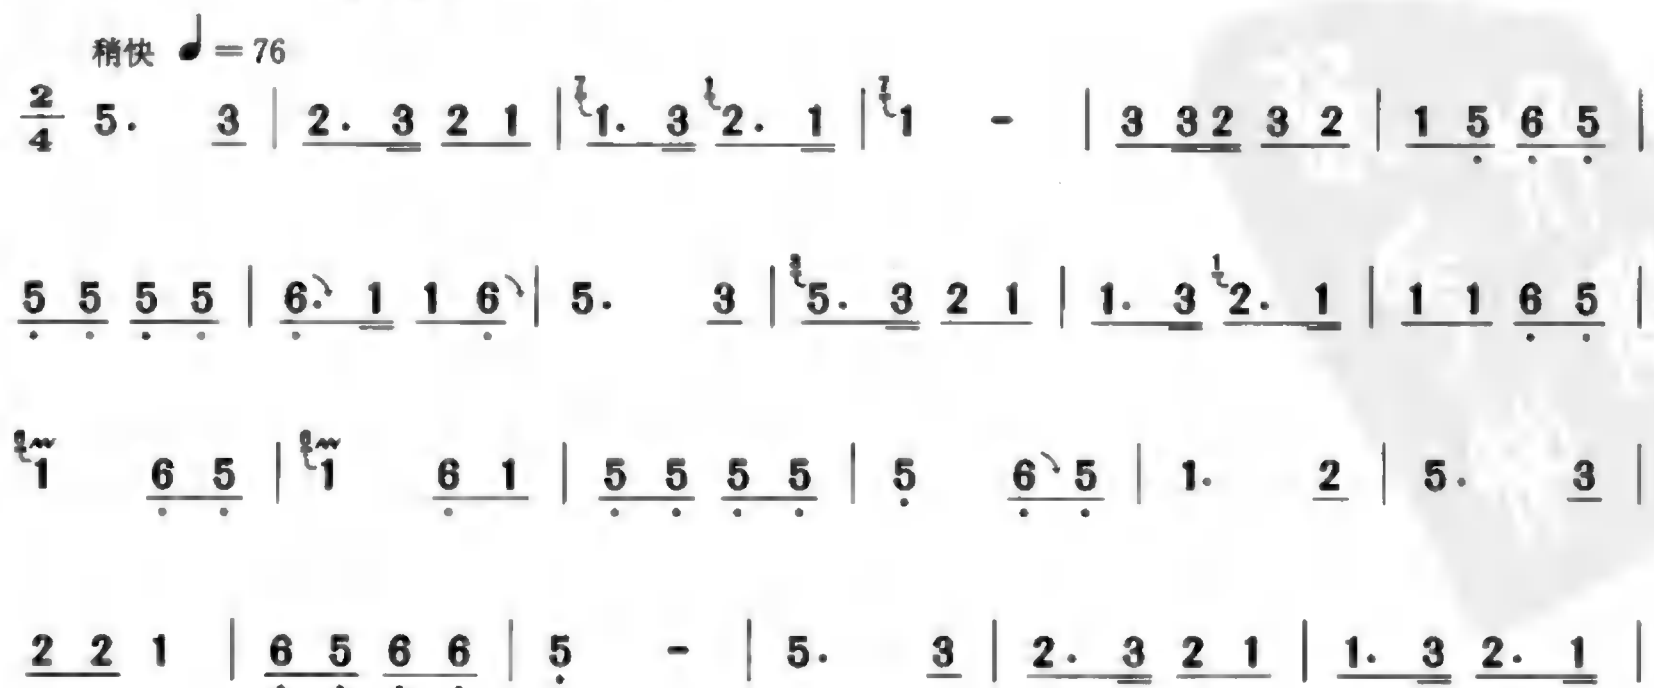 稍快 ♩=76
2/4 5. 3 | 2. 3 2 1 | 1. 3 2. 1 | 1 - | 3 3 2 3 2 | 1 5 6 5 |
5 5 5 5 | 6. 1 1 6 | 5. 3 | 5. 3 2 1 | 1. 3 2. 1 | 1 1 6 5 |
1 6 5 | 1 6 1 | 5 5 5 5 | 5 6 5 | 1. 2 | 5. 3 |
2 2 1 | 6 5 6 6 | 5 - | 5. 3 | 2. 3 2 1 | 1. 3 2. 1 |